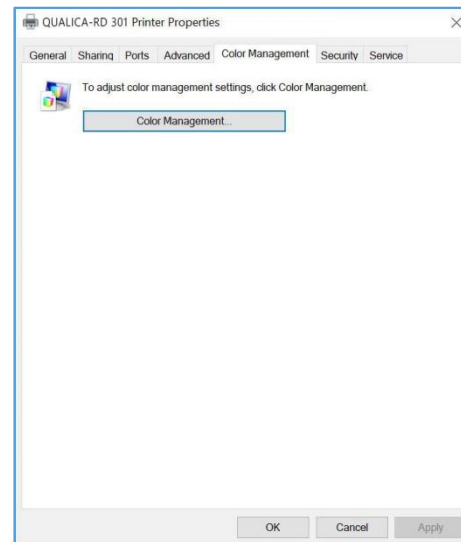 QUALICA-RD 301 Printer Properties
General Sharing Ports Advanced Color Management Security Service
To adjust color management settings, click Color Management.
Color Management...
OK Cancel Apply